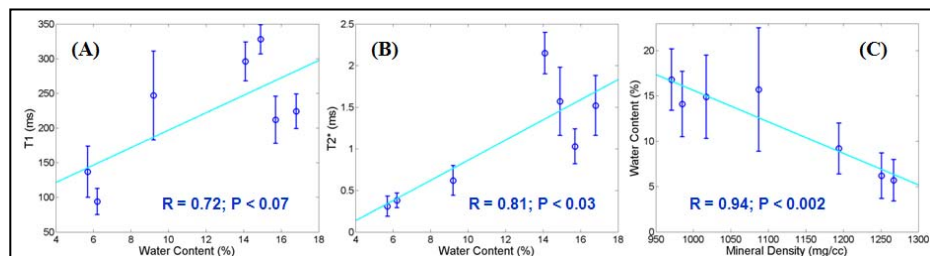 (A)
T1 (ms)
350
300
250
200
150
100
50
4 6 8 10 12 14 16 18
Water Content (%)
R = 0.72; P < 0.07
(B)
T2* (ms)
2.5
2
1.5
1
0.5
0
4 6 8 10 12 14 16 18
Water Content (%)
R = 0.81; P < 0.03
(C)
Water Content (%)
20
15
10
5
0
950 1000 1050 1100 1150 1200 1250 1300
Mineral Density (mg/cc)
R = 0.94; P < 0.002